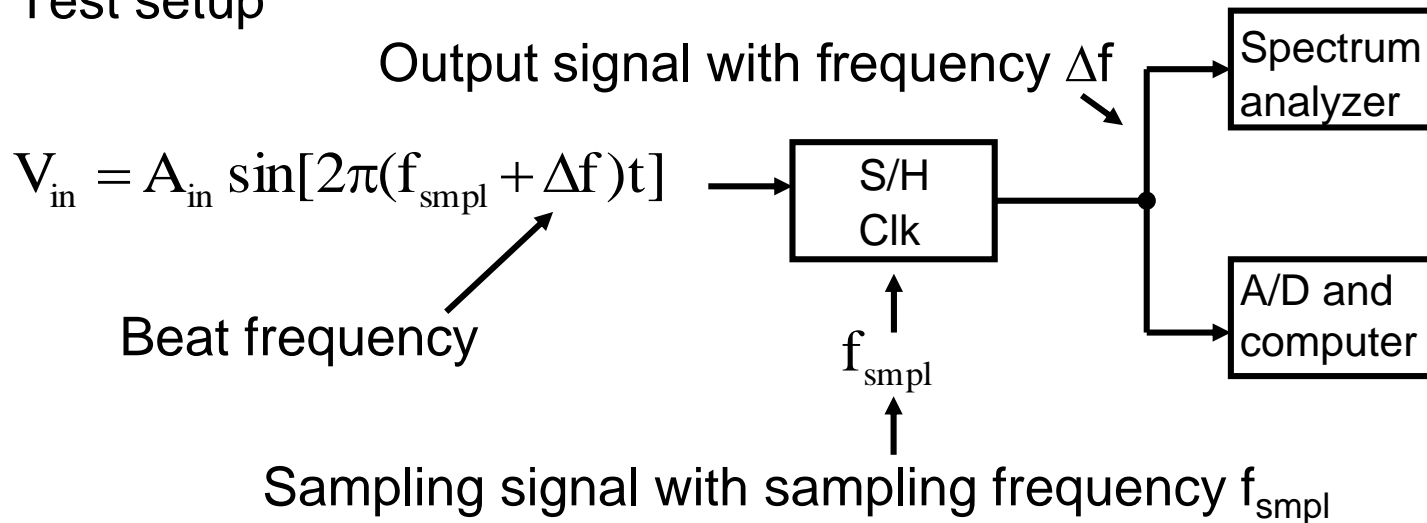 Test setup
Output signal with frequency Δf
Spectrum
analyzer
V_in = A_in sin[2π(f_smpl + Δf)t]
S/H
Clk
Beat frequency
f_smpl
A/D and
computer
Sampling signal with sampling frequency f_smpl